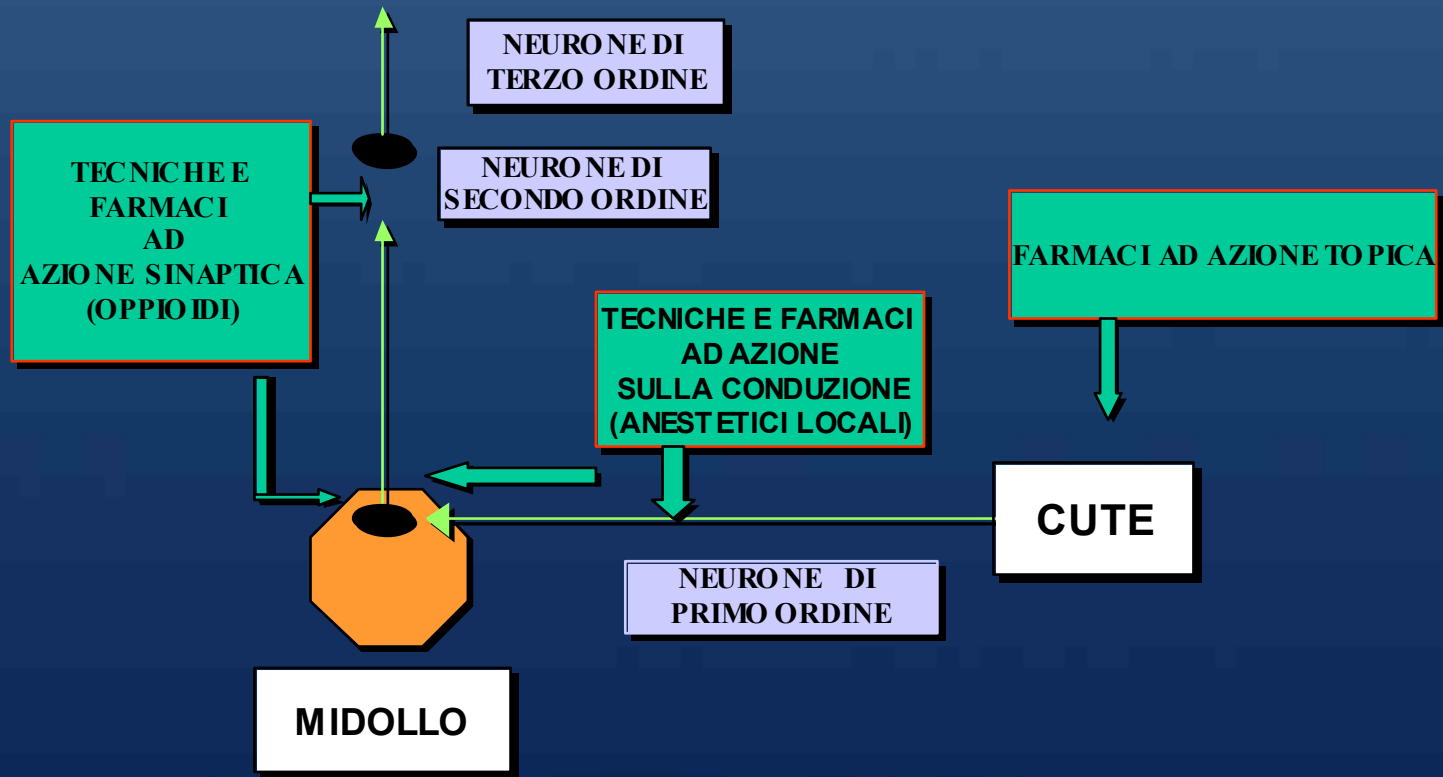 NEURONE DI
TERZO ORDINE
TECNICHE E
FARMACI
AD
AZIONE SINAPTICA
(OPPIOIDI)
NEURONE DI
SECONDO ORDINE
FARMACI AD AZIONE TOPICA
TECNICHE E FARMACI
AD AZIONE
SULLA CONDUZIONE
(ANESTETICI LOCALI)
CUTE
NEURONE DI
PRIMO ORDINE
MIDOLLO